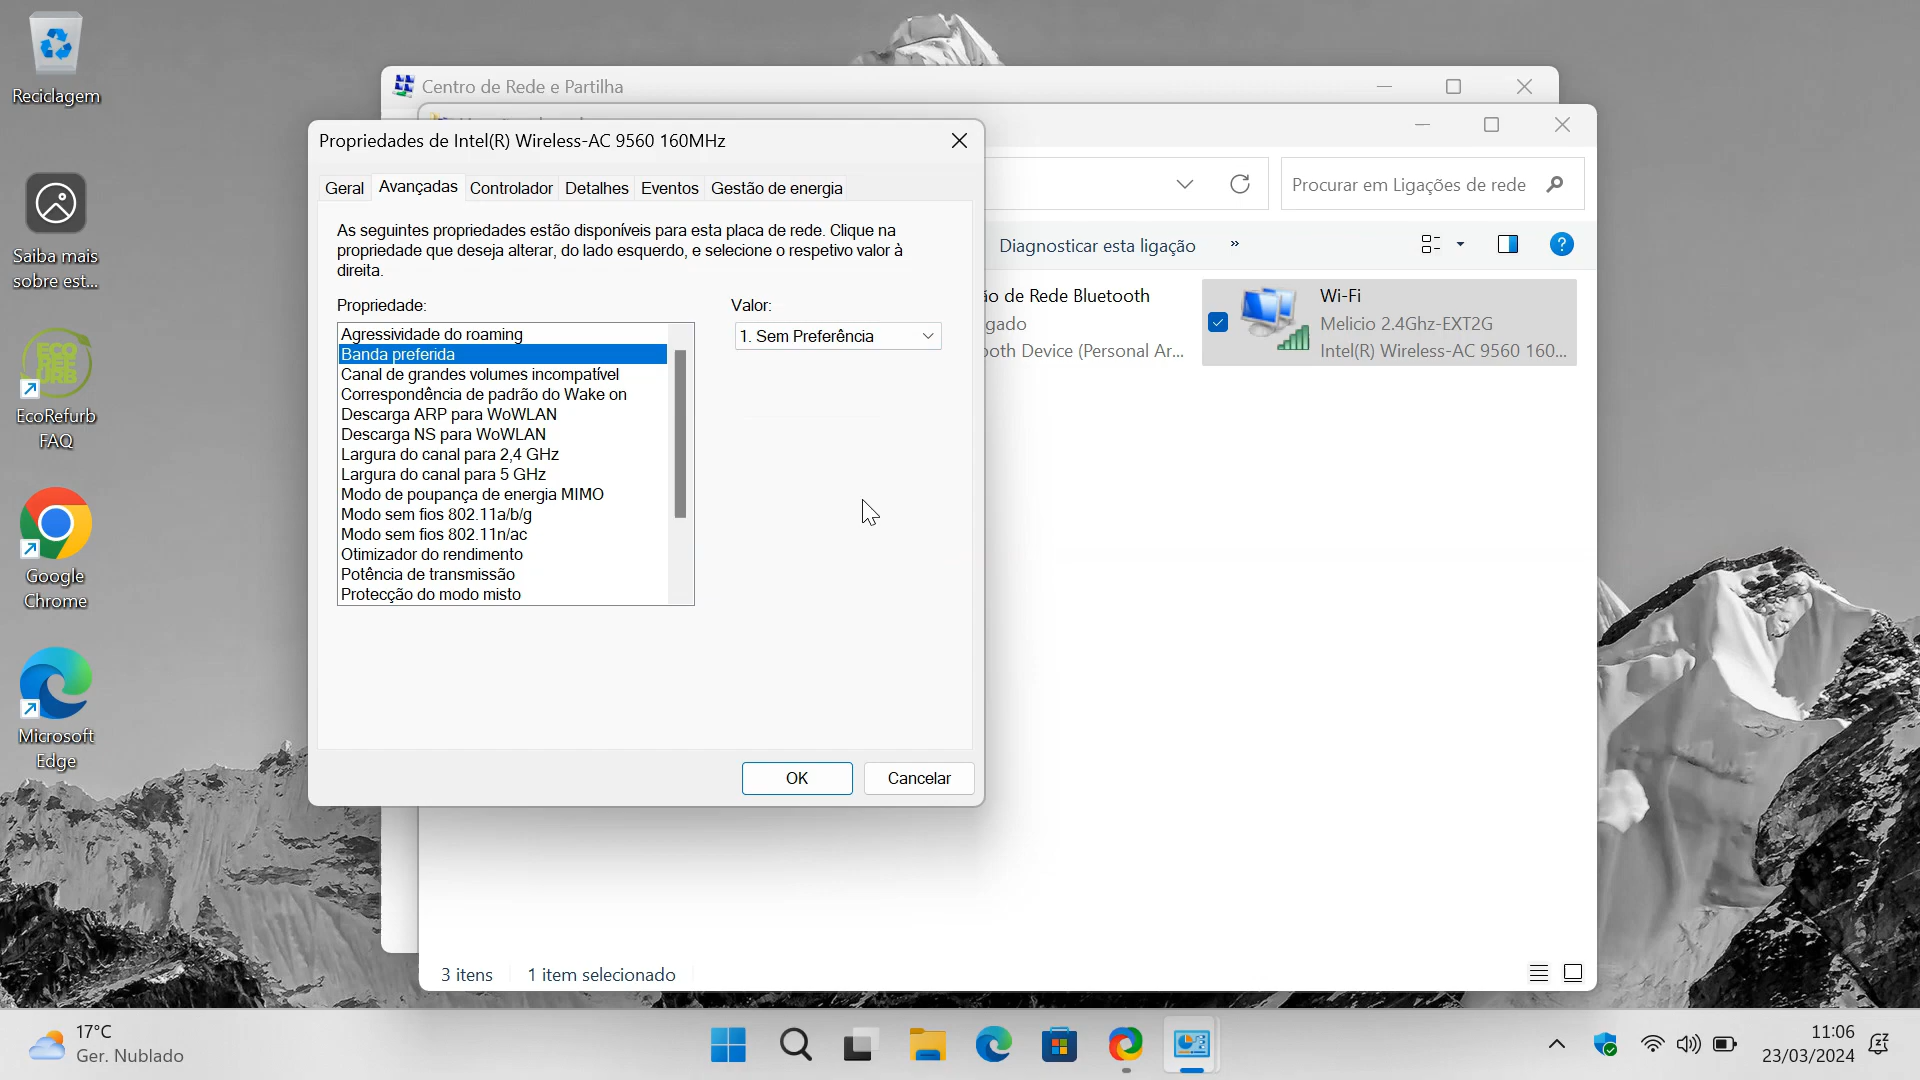 Reciclagem
Saiba mais
sobre est...
EcoRefurb
FAQ
Google
Chrome
Microsoft
Edge
Centro de Rede e Partilha
Propriedades de Intel(R) Wireless-AC 9560 160MHz
Geral Avançadas Controlador Detalhes Eventos Gestão de energia
As seguintes propriedades estão disponíveis para esta placa de rede. Clique na
propriedade que deseja alterar, do lado esquerdo, e selecione o respetivo valor à
direita.
Propriedade:
Valor:
Agressividade do roaming
Banda preferida
Canal de grandes volumes incompatível
Correspondência de padrão do Wake on
Descarga ARP para WoWLAN
Descarga NS para WoWLAN
Largura do canal para 2,4 GHz
Largura do canal para 5 GHz
Modo de poupança de energia MIMO
Modo sem fios 802.11a/b/g
Modo sem fios 802.11n/ac
Otimizador do rendimento
Potência de transmissão
Protecção do modo misto
1. Sem Preferência
OK
Cancelar
Procurar em Ligações de rede
Diagnosticar esta ligação »
ão de Rede Bluetooth
gado
ooth Device (Personal Ar...
Wi-Fi
Melicio 2.4Ghz-EXT2G
Intel(R) Wireless-AC 9560 160...
3 itens
1 item selecionado
17°C
Ger. Nublado
11:06
23/03/2024